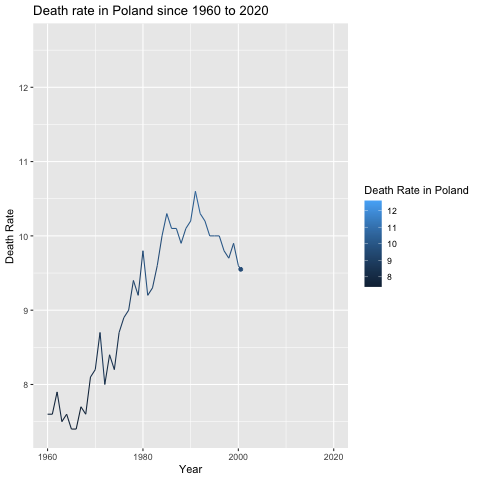 Death rate in Poland since 1960 to 2020
12
11
10
9
8
Death Rate
1960 1980 2000 2020
Year
Death Rate in Poland
12
11
10
9
8